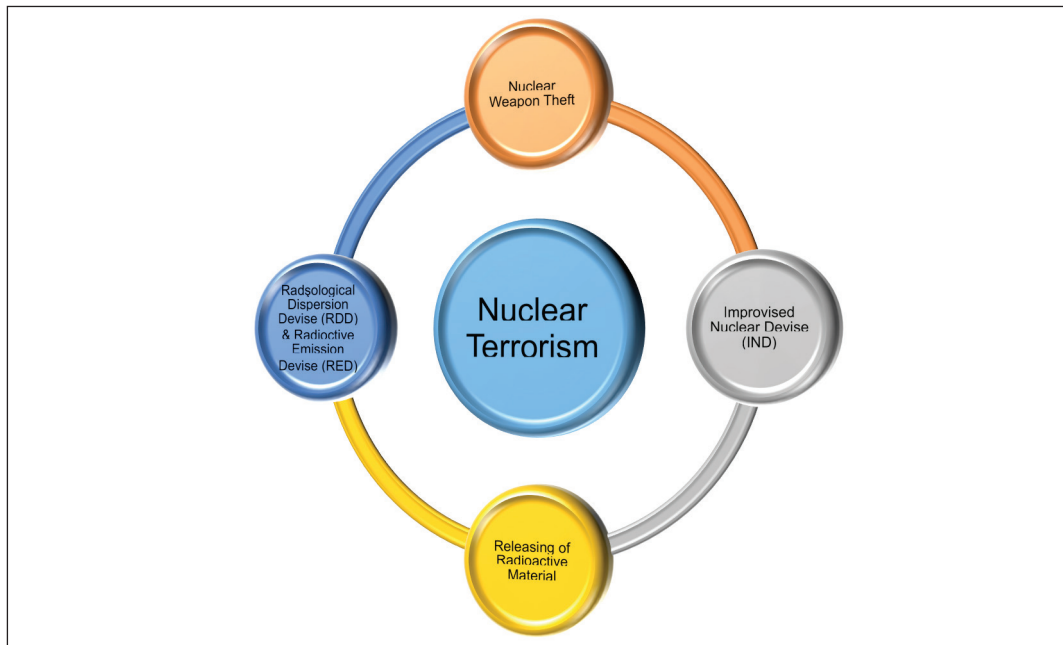 Nuclear
Weapon Theft
Radşological
Dispersion
Devise (RDD)
& Radioctive
Emission
Devise (RED)
Nuclear
Terrorism
Improvised
Nuclear Devise
(IND)
Releasing of
Radioactive
Material